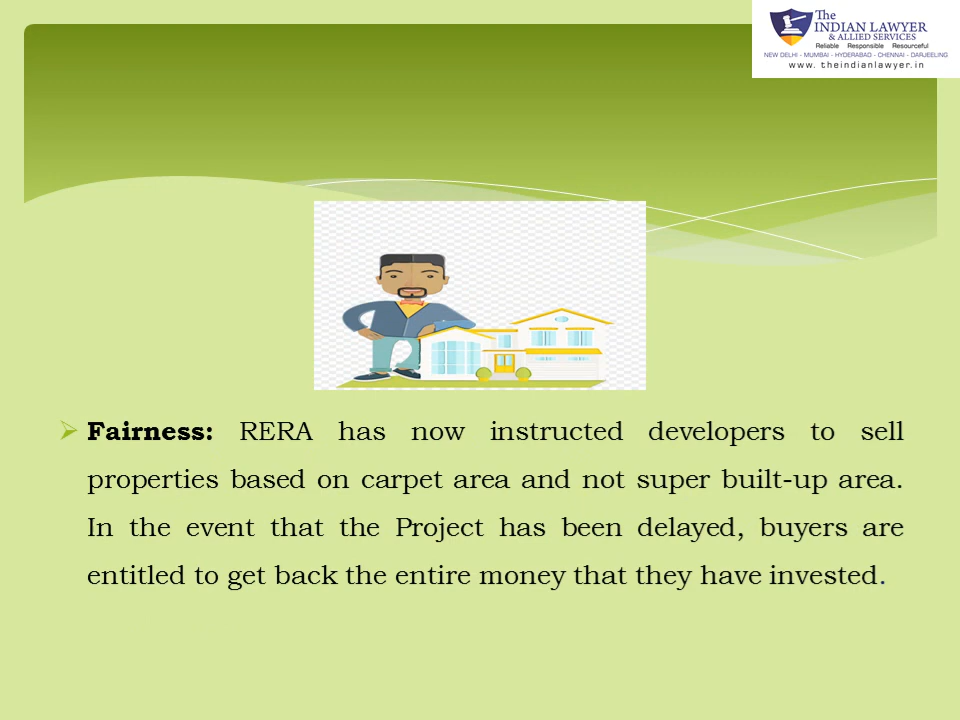 The
INDIAN LAWYER
& ALLIED SERVICES
Reliable Responsible Resourceful
NEW DELHI - MUMBAI - HYDERABAD - CHENNAI - DARJEELING
www. theindianlawyer.in
Fairness: RERA has now instructed developers to sell
properties based on carpet area and not super built-up area.
In the event that the Project has been delayed, buyers are
entitled to get back the entire money that they have invested.